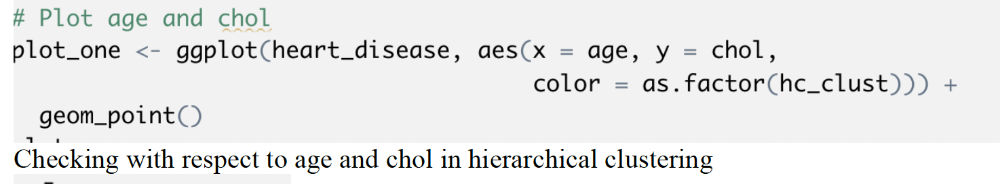 # Plot age and chol
plot_one <- ggplot(heart_disease, aes(x = age, y = chol,
color = as.factor(hc_clust))) +
geom_point()
Checking with respect to age and chol in hierarchical clustering